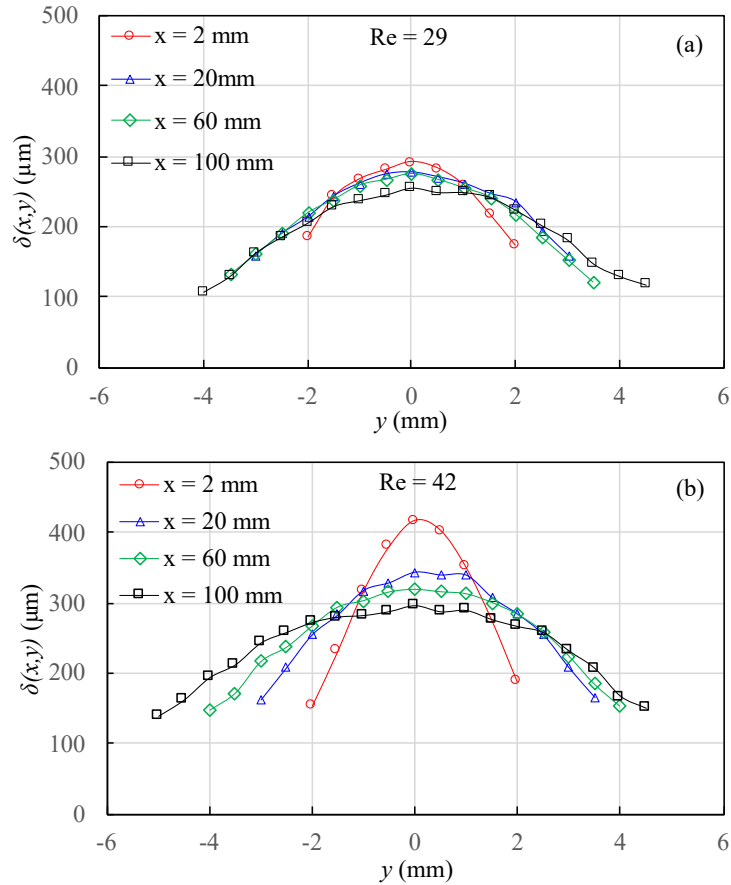 500
400
300
200
100
0
δ(x,y) (μm)
x = 2 mm
x = 20mm
x = 60 mm
x = 100 mm
Re = 29
(a)
-6 -4 -2 0 2 4 6
y (mm)
500
400
300
200
100
0
δ(x,y) (μm)
x = 2 mm
x = 20 mm
x = 60 mm
x = 100 mm
Re = 42
(b)
-6 -4 -2 0 2 4 6
y (mm)